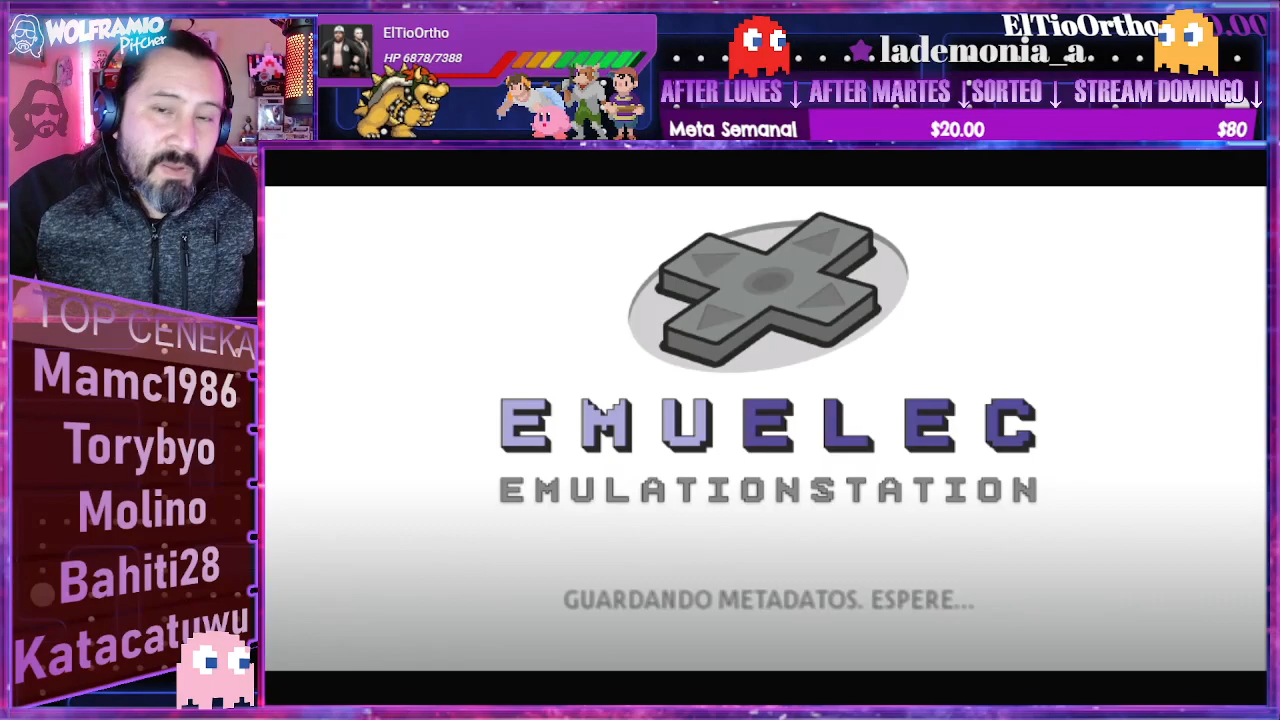 WOLFRAMIO
PitCher
ElTioOrtho
HP 6878/7388
ElTioOrtho
lademonia_a
AFTER LUNES ↓ AFTER MARTES ↓ SORTEO ↓ STREAM DOMINGO ↓
Meta Semanal $20.00 $80
TOP CENEKA
Mamc1986
Torybyo
Molino
Bahiti28
Katacatuwu
EMUELEC
EMULATIONSTATION
GUARDANDO METADATOS. ESPERE...